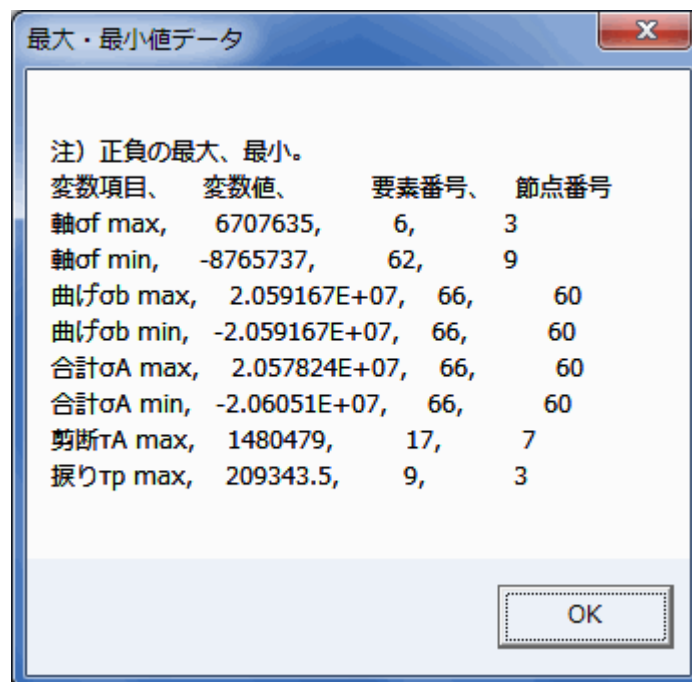 最大・最小値データ
注）正負の最大、最小。
変数項目、 変数値、 要素番号、 節点番号
軸σf max, 6707635, 6, 3
軸σf min, -8765737, 62, 9
曲げσb max, 2.059167E+07, 66, 60
曲げσb min, -2.059167E+07, 66, 60
合計σA max, 2.057824E+07, 66, 60
合計σA min, -2.06051E+07, 66, 60
剪断τA max, 1480479, 17, 7
捩りτp max, 209343.5, 9, 3
OK